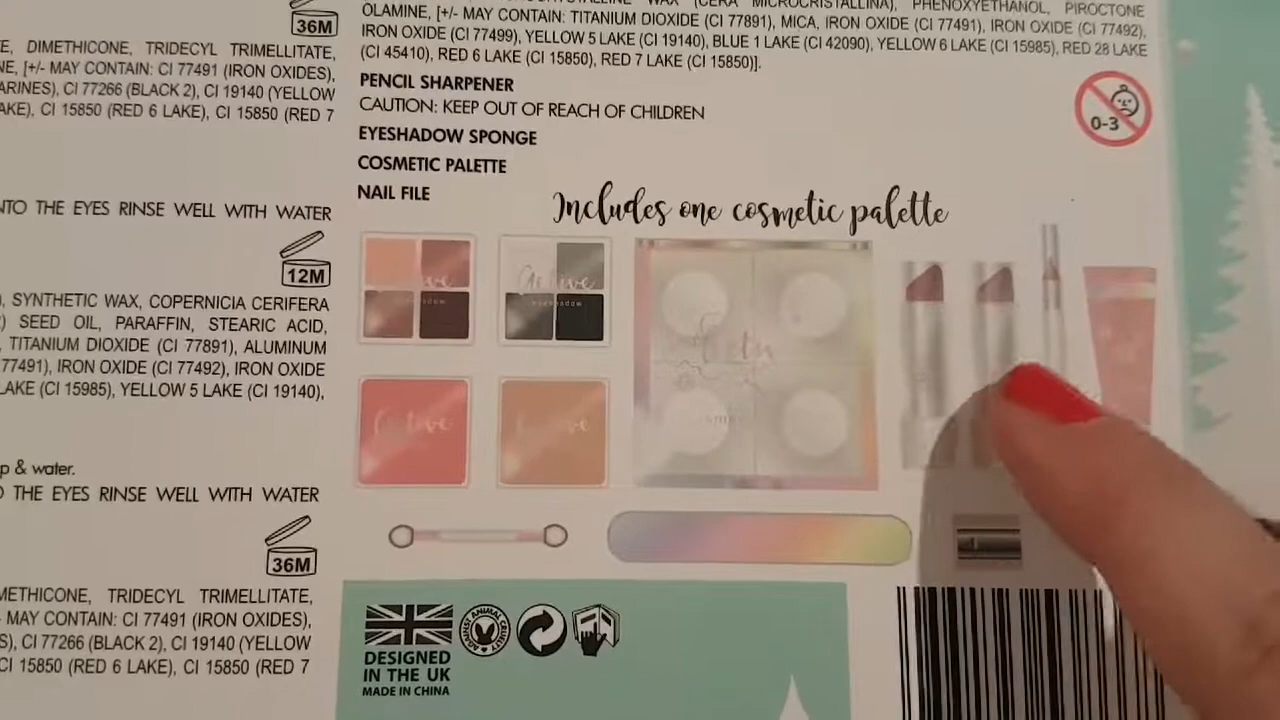 36M
E, DIMETHICONE, TRIDECYL TRIMELLITATE,
NE, [+/- MAY CONTAIN: CI 77491 (IRON OXIDES),
ARINES), CI 77266 (BLACK 2), CI 19140 (YELLOW
AKE), CI 15850 (RED 6 LAKE), CI 15850 (RED 7
NTO THE EYES RINSE WELL WITH WATER
12M
), SYNTHETIC WAX, COPERNICIA CERIFERA
) SEED OIL, PARAFFIN, STEARIC ACID,
, TITANIUM DIOXIDE (CI 77891), ALUMINUM
77491), IRON OXIDE (CI 77492), IRON OXIDE
LAKE (CI 15985), YELLOW 5 LAKE (CI 19140),
p & water.
O THE EYES RINSE WELL WITH WATER
36M
METHICONE, TRIDECYL TRIMELLITATE,
- MAY CONTAIN: CI 77491 (IRON OXIDES),
S), CI 77266 (BLACK 2), CI 19140 (YELLOW
CI 15850 (RED 6 LAKE), CI 15850 (RED 7
WAX (CERA MICROCRISTALLINA), PHENOXYETHANOL, PIROCTONE
OLAMINE, [+/- MAY CONTAIN: TITANIUM DIOXIDE (CI 77891), MICA, IRON OXIDE (CI 77491), IRON OXIDE (CI 77492),
IRON OXIDE (CI 77499), YELLOW 5 LAKE (CI 19140), BLUE 1 LAKE (CI 42090), YELLOW 6 LAKE (CI 15985), RED 28 LAKE
(CI 45410), RED 6 LAKE (CI 15850), RED 7 LAKE (CI 15850)].
PENCIL SHARPENER
CAUTION: KEEP OUT OF REACH OF CHILDREN
0-3
EYESHADOW SPONGE
COSMETIC PALETTE
NAIL FILE
Includes one cosmetic palette
DESIGNED
IN THE UK
MADE IN CHINA
AGAINST ANIMAL CRUELTY